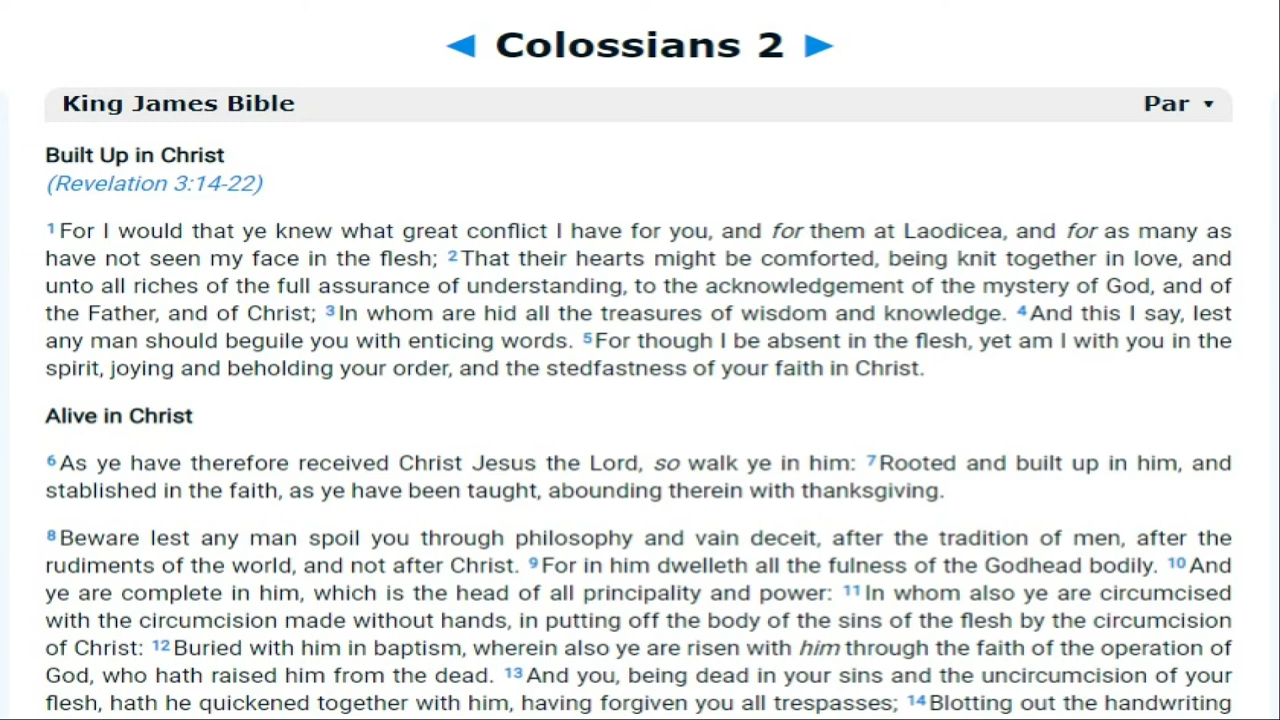 ◄ Colossians 2 ►
King James Bible Par ▼
Built Up in Christ
(Revelation 3:14-22)
1 For I would that ye knew what great conflict I have for you, and for them at Laodicea, and for as many as
have not seen my face in the flesh; 2 That their hearts might be comforted, being knit together in love, and
unto all riches of the full assurance of understanding, to the acknowledgement of the mystery of God, and of
the Father, and of Christ; 3 In whom are hid all the treasures of wisdom and knowledge. 4 And this I say, lest
any man should beguile you with enticing words. 5 For though I be absent in the flesh, yet am I with you in the
spirit, joying and beholding your order, and the stedfastness of your faith in Christ.
Alive in Christ
6 As ye have therefore received Christ Jesus the Lord, so walk ye in him: 7 Rooted and built up in him, and
stablished in the faith, as ye have been taught, abounding therein with thanksgiving.
8 Beware lest any man spoil you through philosophy and vain deceit, after the tradition of men, after the
rudiments of the world, and not after Christ. 9 For in him dwelleth all the fulness of the Godhead bodily. 10 And
ye are complete in him, which is the head of all principality and power: 11 In whom also ye are circumcised
with the circumcision made without hands, in putting off the body of the sins of the flesh by the circumcision
of Christ: 12 Buried with him in baptism, wherein also ye are risen with him through the faith of the operation of
God, who hath raised him from the dead. 13 And you, being dead in your sins and the uncircumcision of your
flesh, hath he quickened together with him, having forgiven you all trespasses; 14 Blotting out the handwriting